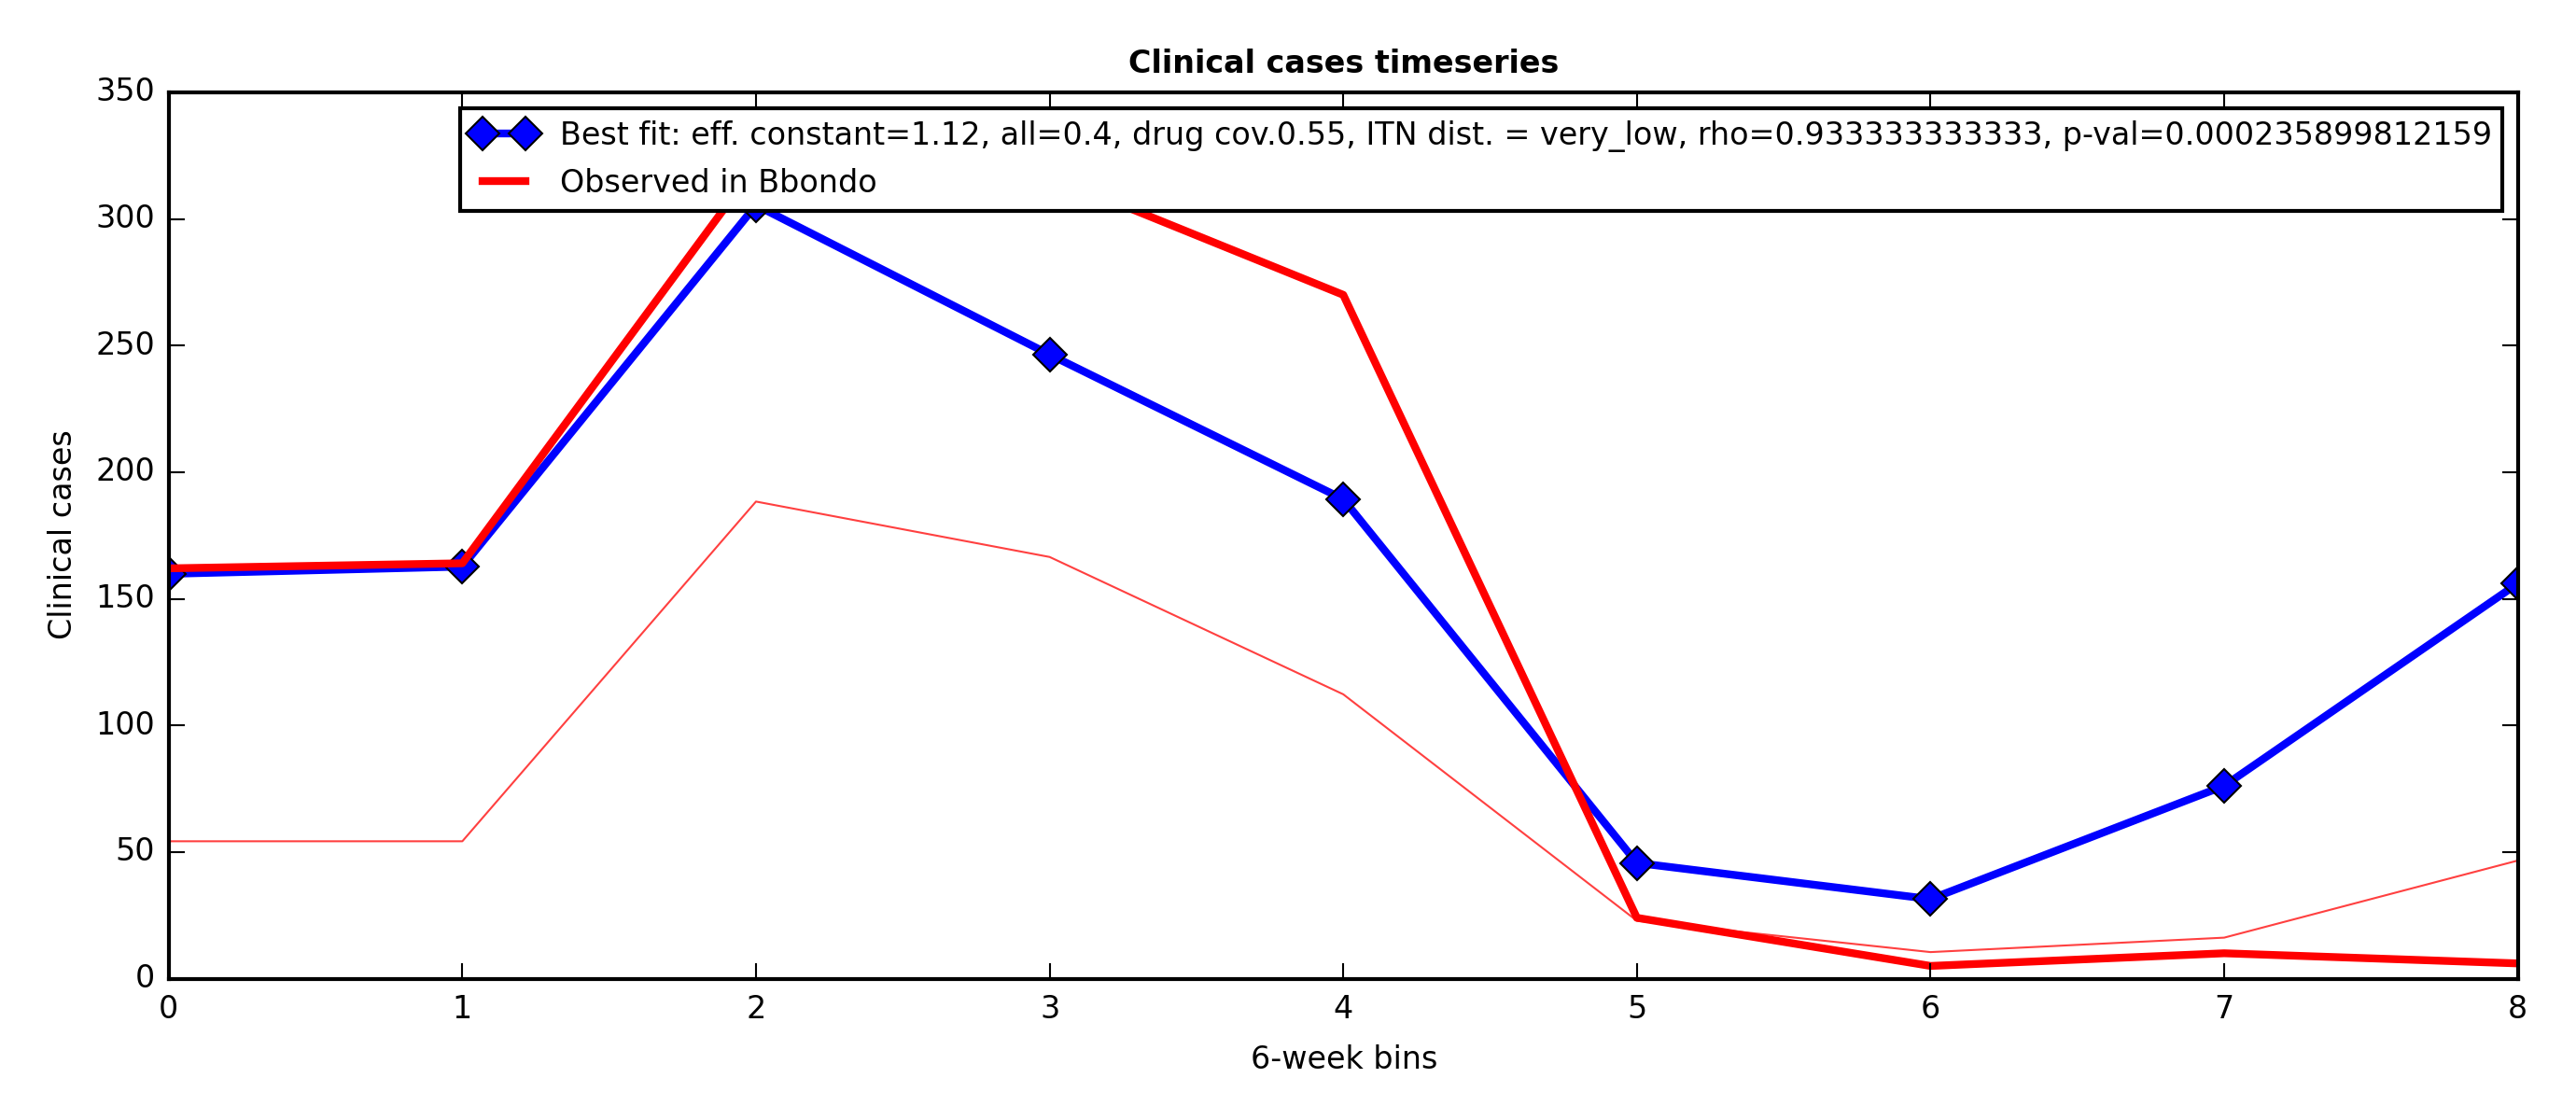 Clinical cases timeseries
350
300
250
200
150
100
50
0
Clinical cases
Best fit: eff. constant=1.12, all=0.4, drug cov.0.55, ITN dist. = very_low, rho=0.933333333333, p-val=0.000235899812159
Observed in Bbondo
0 1 2 3 4 5 6 7 8
6-week bins